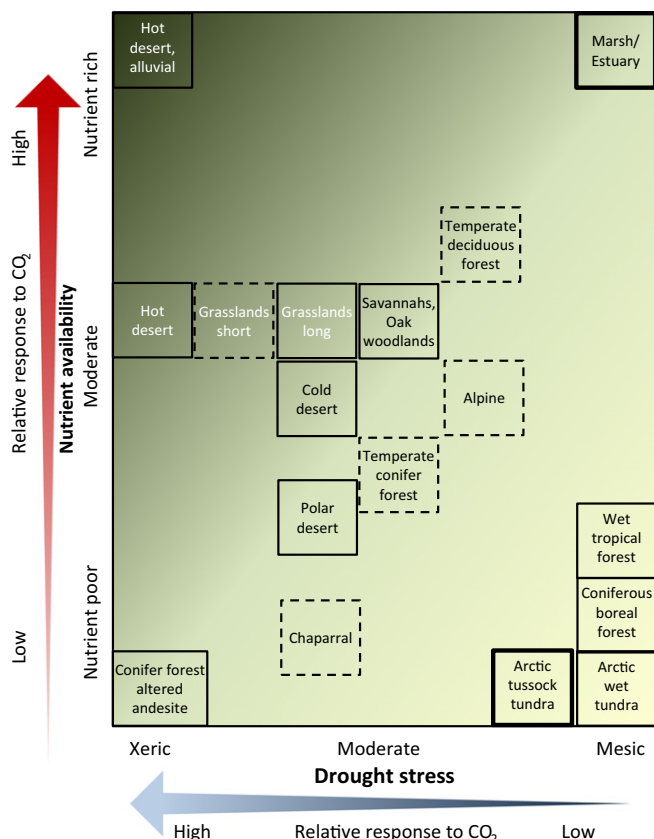 Hot
desert,
alluvial
Marsh/
Estuary
Temperate
deciduous
forest
Hot
desert
Grasslands
short
Grasslands
long
Savannahs,
Oak
woodlands
Cold
desert
Alpine
Temperate
conifer
forest
Polar
desert
Wet
tropical
forest
Coniferous
boreal
forest
Chaparral
Conifer forest
altered
andesite
Arctic
tussock
tundra
Arctic
wet
tundra
High
Relative response to CO₂
Low
Nutrient availability
Nutrient rich
Moderate
Nutrient poor
Xeric
Moderate
Mesic
Drought stress
High
Relative response to CO₂
Low